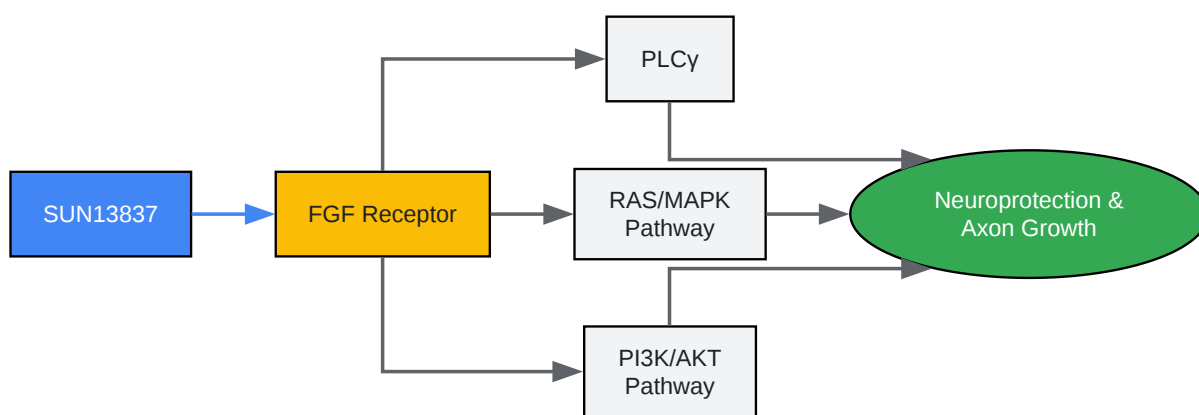 PLCγ
SUN13837
FGF Receptor
RAS/MAPK
Pathway
Neuroprotection &
Axon Growth
PI3K/AKT
Pathway